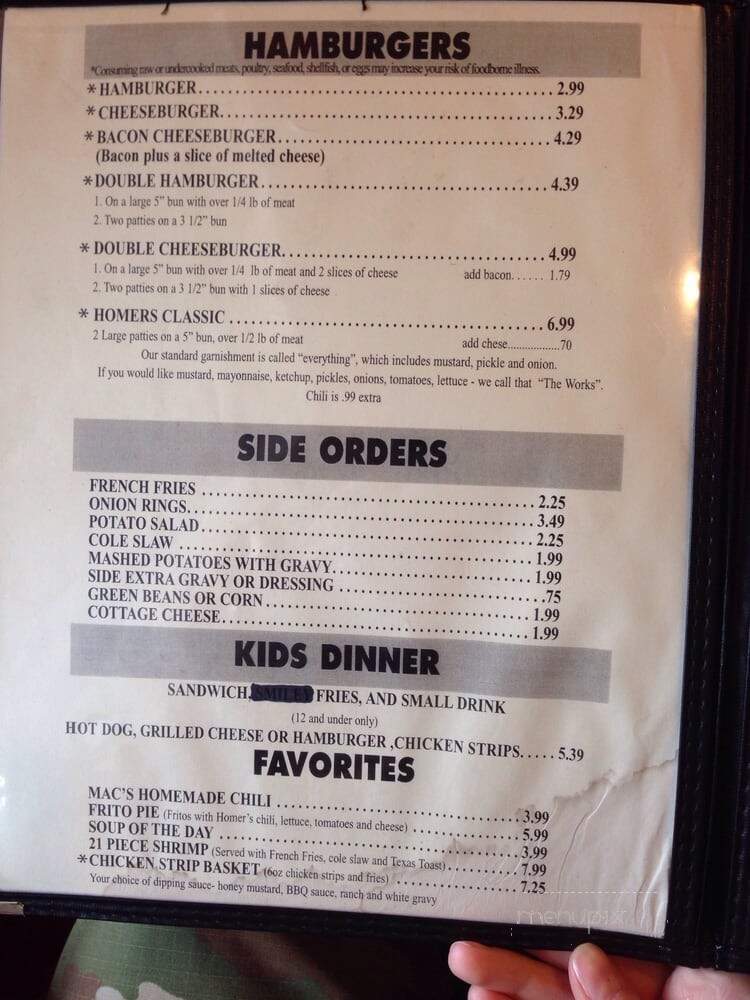 HAMBURGERS
*Consuming raw or undercooked meats, poultry, seafood, shellfish, or eggs may increase your risk of foodborne illness.
*HAMBURGER 2.99
*CHEESEBURGER 3.29
*BACON CHEESEBURGER 4.29
(Bacon plus a slice of melted cheese)
*DOUBLE HAMBURGER 4.39
1. On a large 5" bun with over 1/4 lb of meat
2. Two patties on a 3 1/2" bun
*DOUBLE CHEESEBURGER 4.99
1. On a large 5" bun with over 1/4 lb of meat and 2 slices of cheese add bacon...... 1.79
2. Two patties on a 3 1/2" bun with 1 slices of cheese
* HOMERS CLASSIC 6.99
2 Large patties on a 5" bun, over 1/2 lb of meat add chese..................70
Our standard garnishment is called "everything", which includes mustard, pickle and onion.
If you would like mustard, mayonnaise, ketchup, pickles, onions, tomatoes, lettuce - we call that "The Works".
Chili is .99 extra
SIDE ORDERS
FRENCH FRIES 2.25
ONION RINGS 3.49
POTATO SALAD 2.25
COLE SLAW 1.99
MASHED POTATOES WITH GRAVY 1.99
SIDE EXTRA GRAVY OR DRESSING .75
GREEN BEANS OR CORN 1.99
COTTAGE CHEESE 1.99
KIDS DINNER
SANDWICH, SMILEY FRIES, AND SMALL DRINK
(12 and under only)
HOT DOG, GRILLED CHEESE OR HAMBURGER ,CHICKEN STRIPS..... 5.39
FAVORITES
MAC'S HOMEMADE CHILI 3.99
FRITO PIE (Fritos with Homer's chili, lettuce, tomatoes and cheese) 5.99
SOUP OF THE DAY 3.99
21 PIECE SHRIMP (Served with French Fries, cole slaw and Texas Toast) 7.99
*CHICKEN STRIP BASKET (6oz chicken strips and fries) 7.25
Your choice of dipping sauce- honey mustard, BBQ sauce, ranch and white gravy
menupix